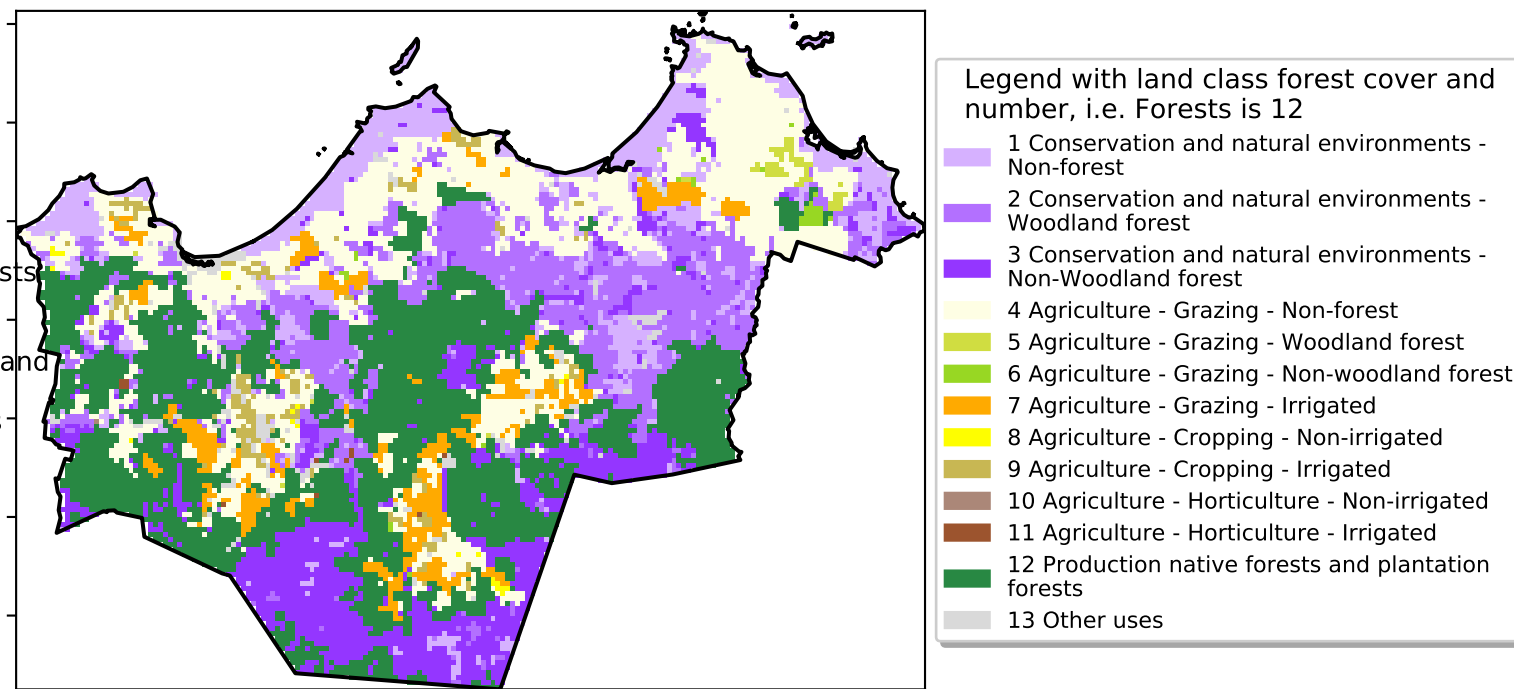 Legend with land class forest cover and
number, i.e. Forests is 12
1 Conservation and natural environments -
Non-forest
2 Conservation and natural environments -
Woodland forest
3 Conservation and natural environments -
Non-Woodland forest
4 Agriculture - Grazing - Non-forest
5 Agriculture - Grazing - Woodland forest
6 Agriculture - Grazing - Non-woodland forest
7 Agriculture - Grazing - Irrigated
8 Agriculture - Cropping - Non-irrigated
9 Agriculture - Cropping - Irrigated
10 Agriculture - Horticulture - Non-irrigated
11 Agriculture - Horticulture - Irrigated
12 Production native forests and plantation
forests
13 Other uses
sts
and